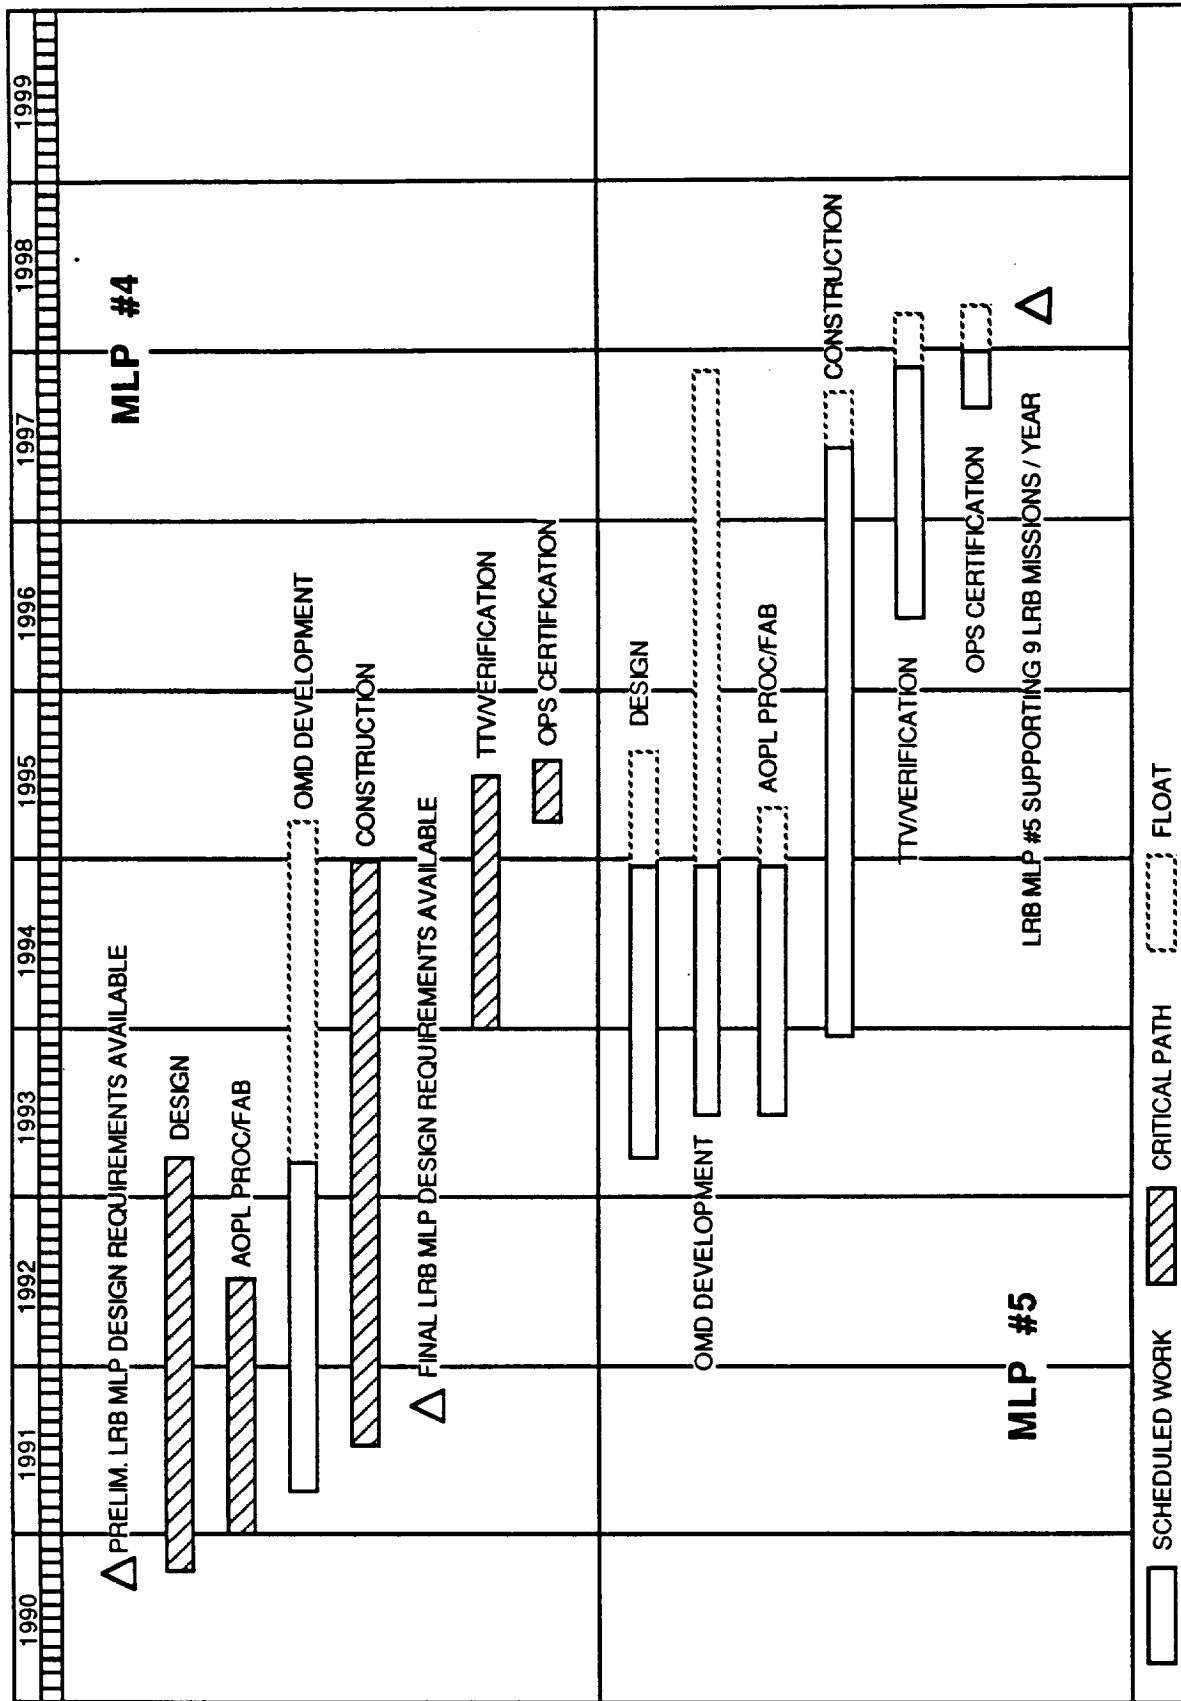 1990 1991 1992 1993 1994 1995 1996 1997 1998 1999
MLP #4
PRELIM. LRB MLP DESIGN REQUIREMENTS AVAILABLE
DESIGN
AOPL PROC/FAB
OMD DEVELOPMENT
CONSTRUCTION
FINAL LRB MLP DESIGN REQUIREMENTS AVAILABLE
TTV/VERIFICATION
OPS CERTIFICATION
DESIGN
OMD DEVELOPMENT
AOPL PROC/FAB
CONSTRUCTION
TTV/VERIFICATION
OPS CERTIFICATION
MLP #5
LRB MLP #5 SUPPORTING 9 LRB MISSIONS / YEAR
SCHEDULED WORK CRITICAL PATH FLOAT